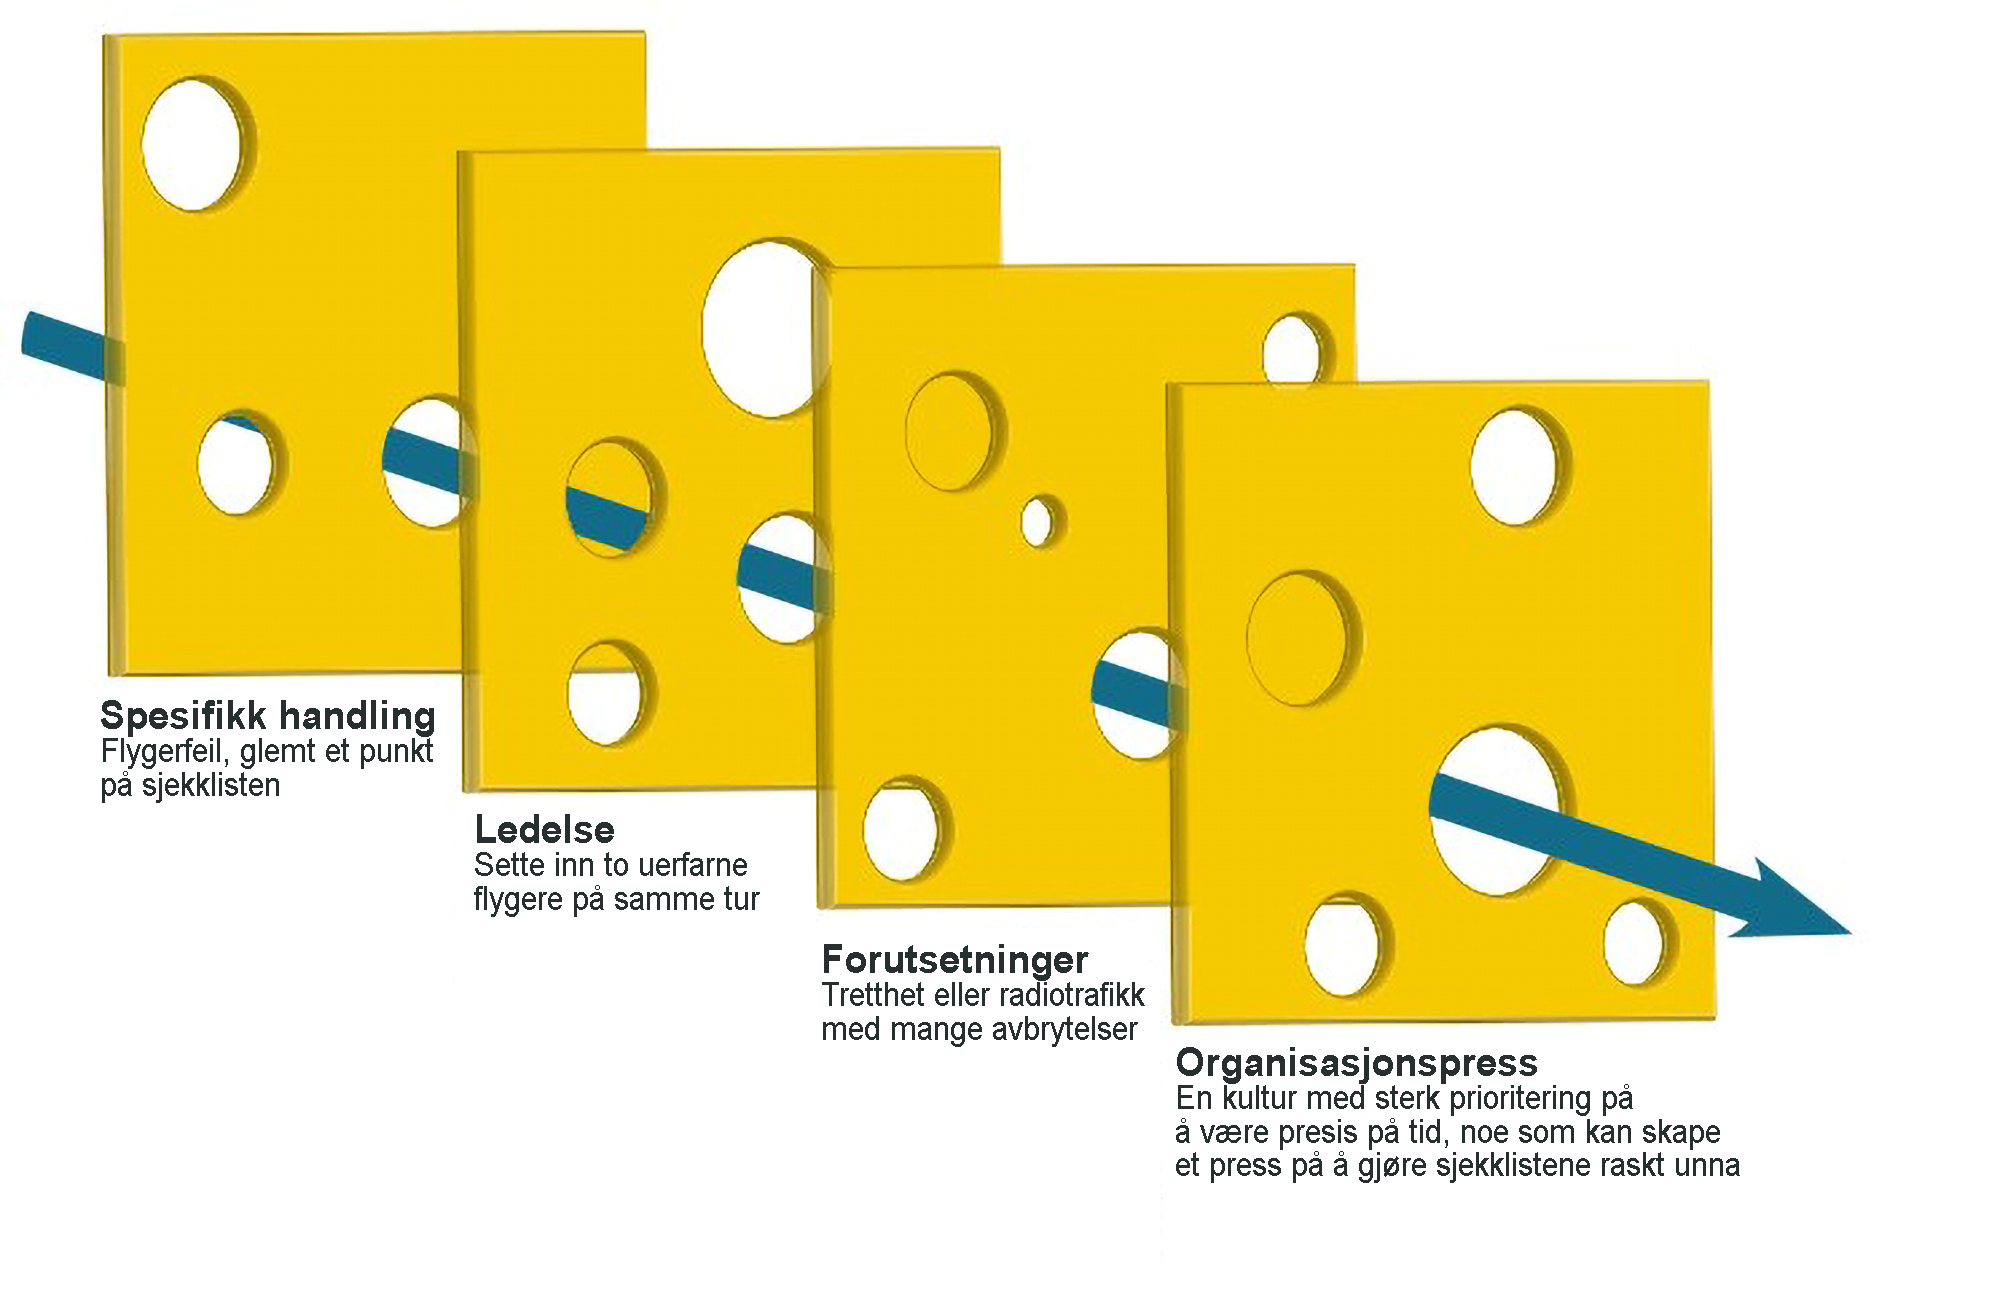 Spesifikk handling
Flygerfeil, glemt et punkt
på sjekklisten
Ledelse
Sette inn to uerfarne
flygere på samme tur
Forutsetninger
Tretthet eller radiotrafikk
med mange avbrytelser
Organisasjonspress
En kultur med sterk prioritering på
å være presis på tid, noe som kan skape
et press på å gjøre sjekklistene raskt unna